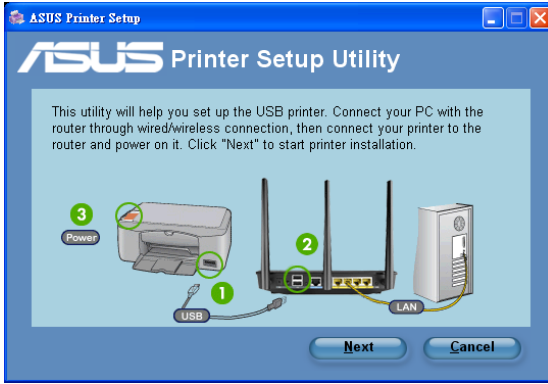 ASUS Printer Setup
ASUS Printer Setup Utility
This utility will help you set up the USB printer. Connect your PC with the
router through wired/wireless connection, then connect your printer to the
router and power on it. Click "Next" to start printer installation.
3
Power
2
1
USB
LAN
Next
Cancel